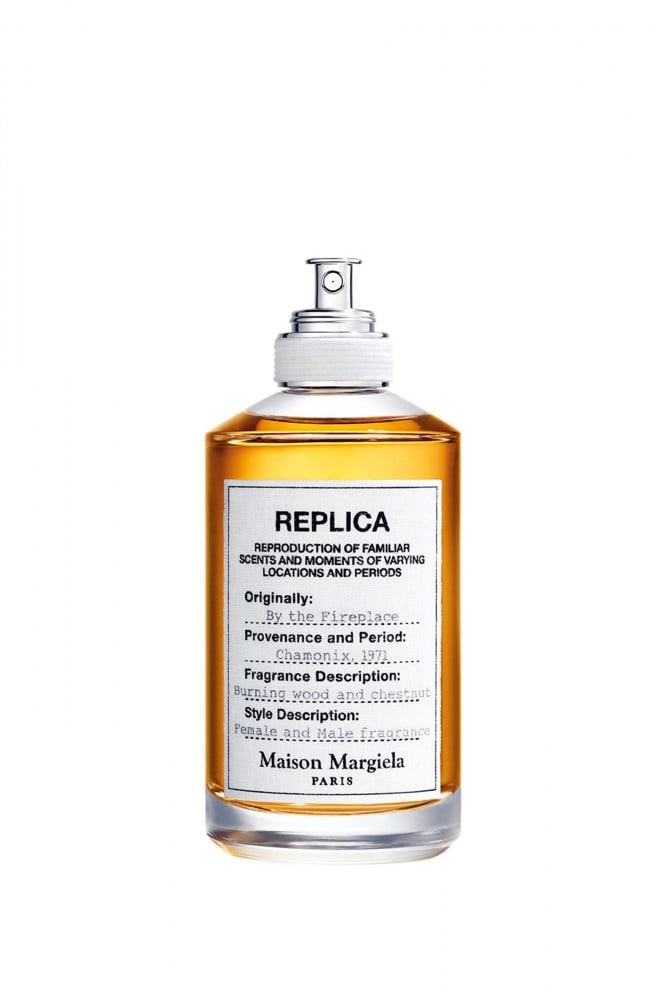 REPLICA
REPRODUCTION OF FAMILIAR
SCENTS AND MOMENTS OF VARYING
LOCATIONS AND PERIODS
Originally:
By the Fireplace
Provenance and Period:
Chamonix, 1971
Fragrance Description:
Burning wood and chestnut
Style Description:
Female and Male fragrance
Maison Margiela
PARIS